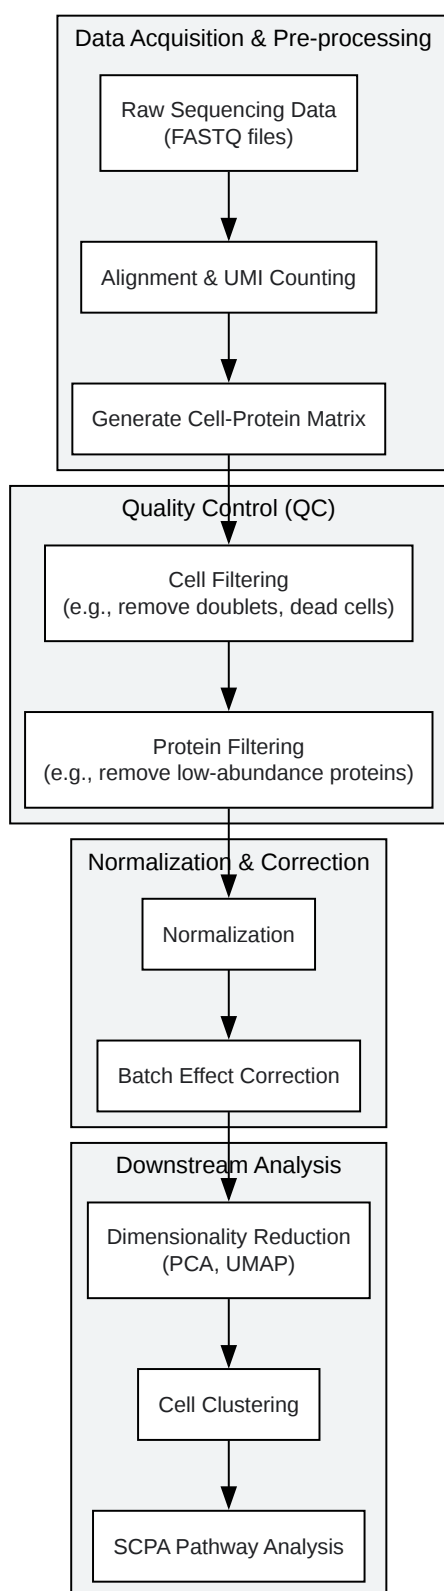 Data Acquisition & Pre-processing
Raw Sequencing Data
(FASTQ files)
Alignment & UMI Counting
Generate Cell-Protein Matrix
Quality Control (QC)
Cell Filtering
(e.g., remove doublets, dead cells)
Protein Filtering
(e.g., remove low-abundance proteins)
Normalization & Correction
Normalization
Batch Effect Correction
Downstream Analysis
Dimensionality Reduction
(PCA, UMAP)
Cell Clustering
SCPA Pathway Analysis